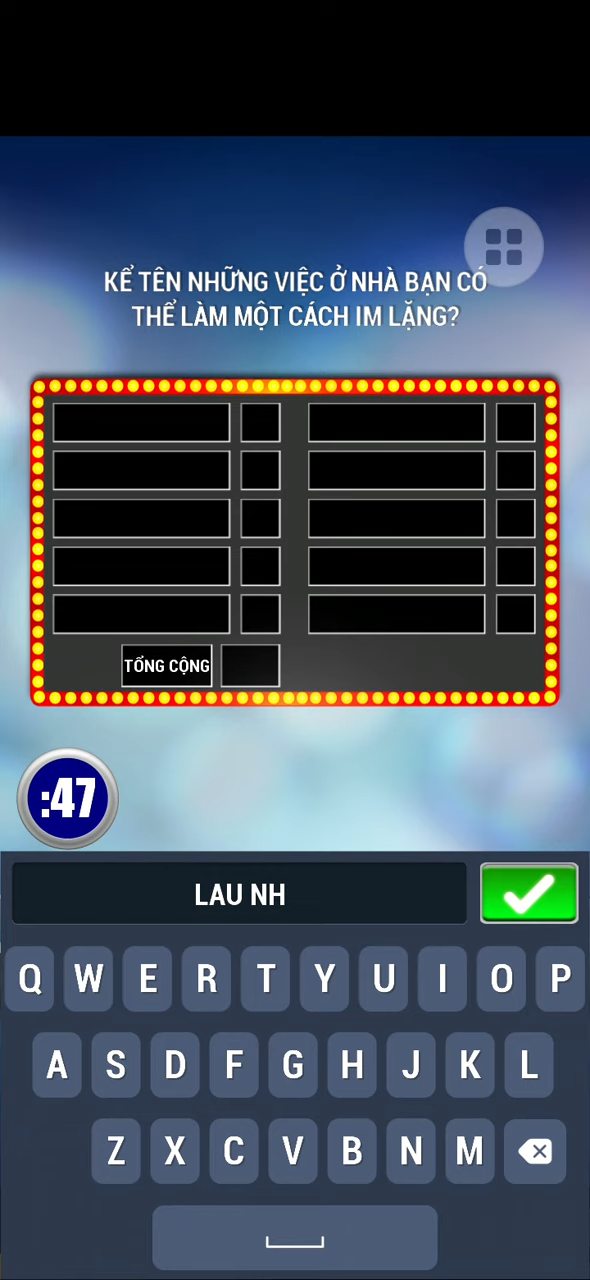 KỂ TÊN NHỮNG VIỆC Ở NHÀ BẠN CÓ
THỂ LÀM MỘT CÁCH IM LẶNG?
TỔNG CỘNG
:47
LAU NH
Q W E R T Y U I O P
A S D F G H J K L
Z X C V B N M